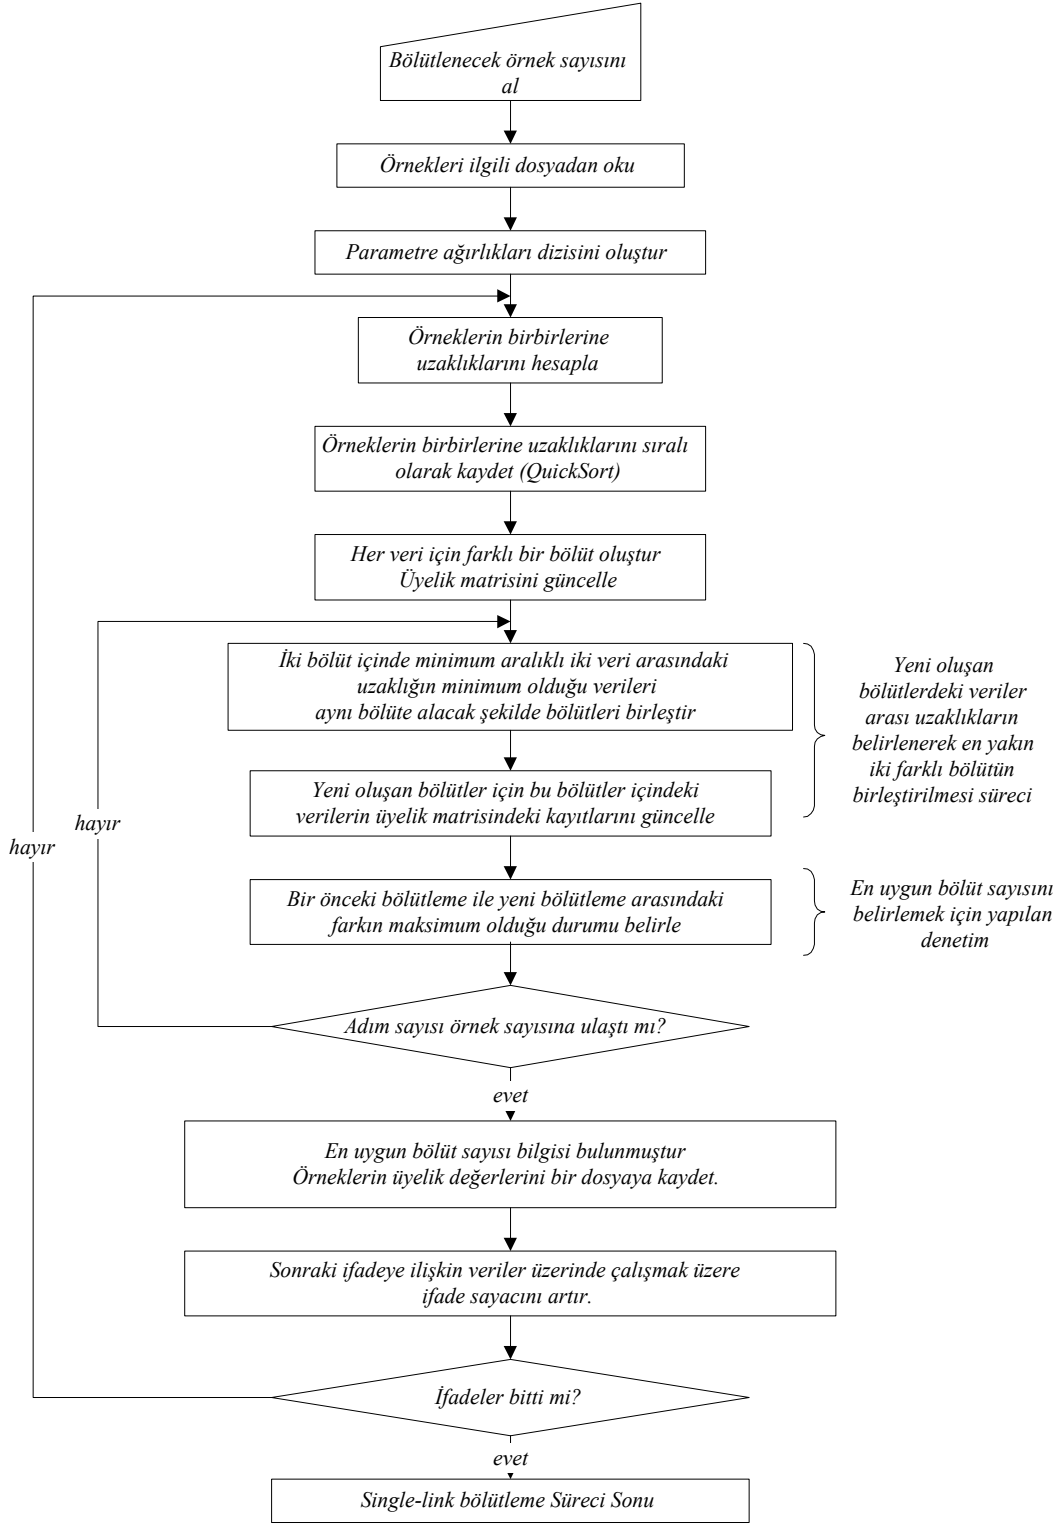 Bölütlenecek örnek sayısını
al
Örnekleri ilgili dosyadan oku
Parametre ağırlıkları dizisini oluştur
Örneklerin birbirlerine
uzaklıklarını hesapla
Örneklerin birbirlerine uzaklıklarını sıralı
olarak kaydet (QuickSort)
Her veri için farklı bir bölüt oluştur
Üyelik matrisini güncelle
İki bölüt içinde minimum aralıklı iki veri arasındaki
uzaklığın minimum olduğu verileri
aynı bölüte alacak şekilde bölütleri birleştir
Yeni oluşan
bölütlerdeki veriler
arası uzaklıkların
belirlenerek en yakın
iki farklı bölütün
birleştirilmesi süreci
Yeni oluşan bölütler için bu bölütler içindeki
verilerin üyelik matrisindeki kayıtlarını güncelle
hayır
hayır
Bir önceki bölütleme ile yeni bölütleme arasındaki
farkın maksimum olduğu durumu belirle
En uygun bölüt sayısını
belirlemek için yapılan
denetim
Adım sayısı örnek sayısına ulaştı mı?
evet
En uygun bölüt sayısı bilgisi bulunmuştur
Örneklerin üyelik değerlerini bir dosyaya kaydet.
Sonraki ifadeye ilişkin veriler üzerinde çalışmak üzere
ifade sayacını artır.
İfadeler bitti mi?
evet
Single-link bölütleme Süreci Sonu